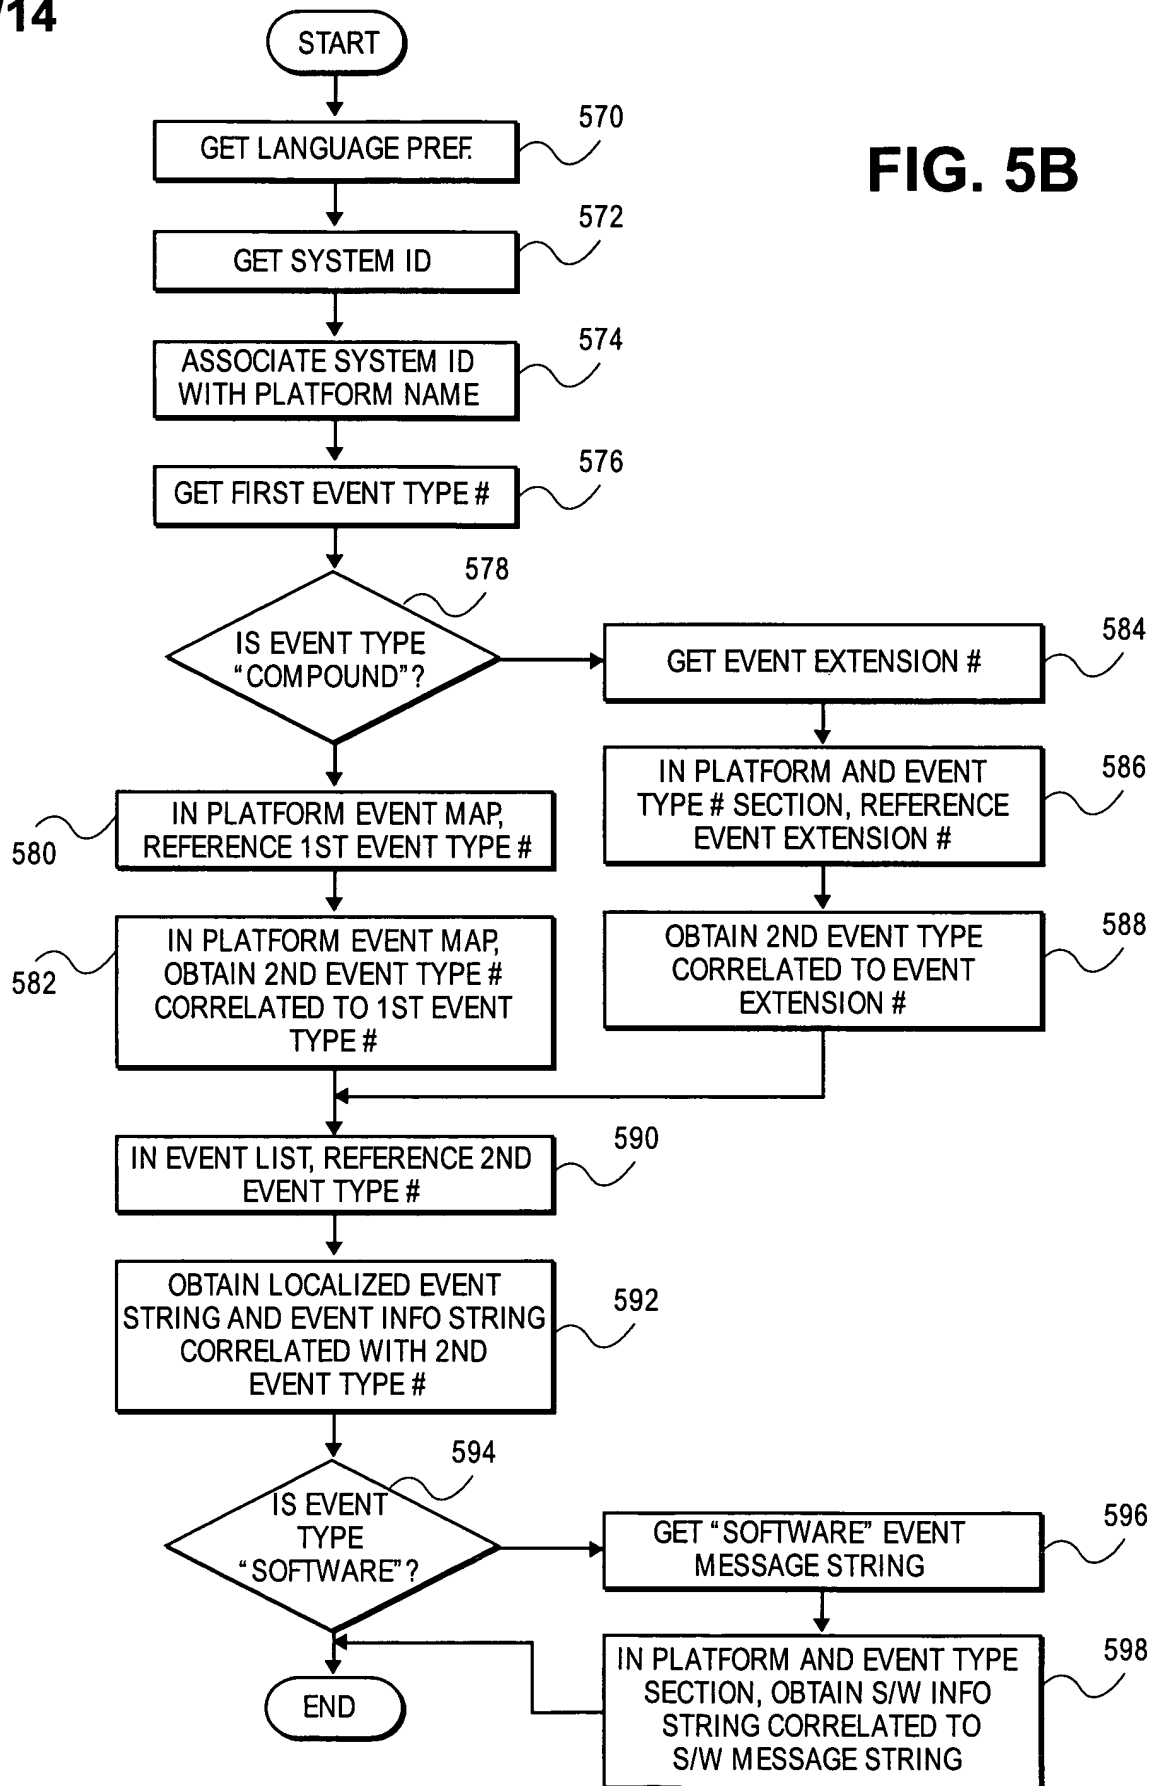 /14
START
570
GET LANGUAGE PREF.
FIG. 5B
572
GET SYSTEM ID
574
ASSOCIATE SYSTEM ID
WITH PLATFORM NAME
576
GET FIRST EVENT TYPE #
578
IS EVENT TYPE
“COMPOUND”?
584
GET EVENT EXTENSION #
586
IN PLATFORM AND EVENT
TYPE # SECTION, REFERENCE
EVENT EXTENSION #
580
IN PLATFORM EVENT MAP,
REFERENCE 1ST EVENT TYPE #
588
OBTAIN 2ND EVENT TYPE
CORRELATED TO EVENT
EXTENSION #
582
IN PLATFORM EVENT MAP,
OBTAIN 2ND EVENT TYPE #
CORRELATED TO 1ST EVENT
TYPE #
590
IN EVENT LIST, REFERENCE 2ND
EVENT TYPE #
592
OBTAIN LOCALIZED EVENT
STRING AND EVENT INFO STRING
CORRELATED WITH 2ND
EVENT TYPE #
594
IS EVENT
TYPE
“SOFTWARE”?
596
GET “SOFTWARE” EVENT
MESSAGE STRING
598
IN PLATFORM AND EVENT TYPE
SECTION, OBTAIN S/W INFO
STRING CORRELATED TO
S/W MESSAGE STRING
END